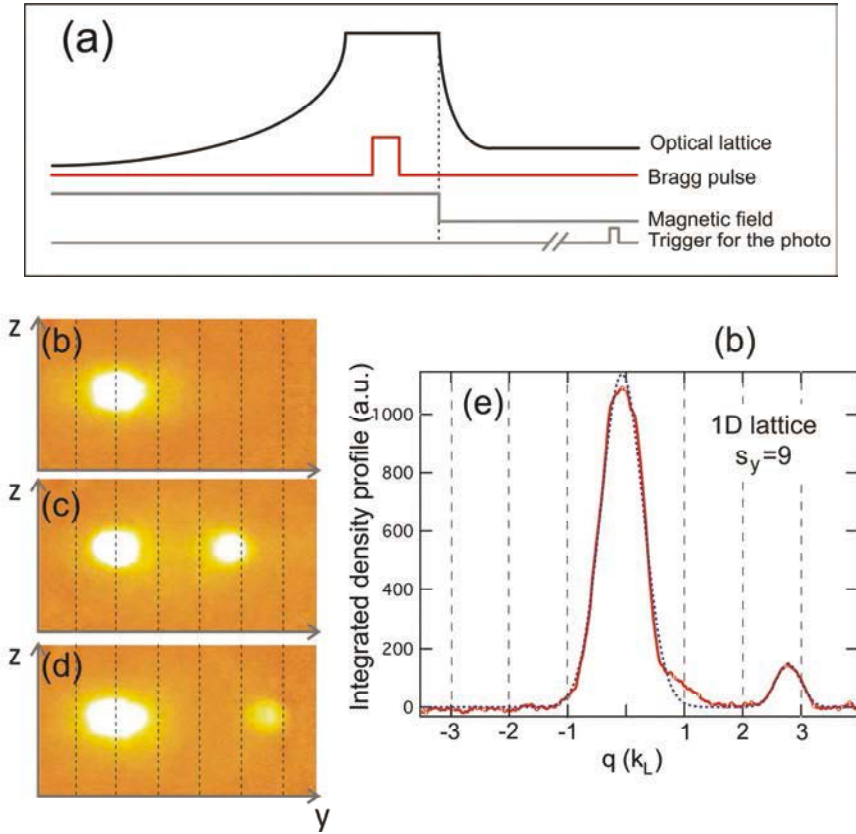 (a)
Optical lattice
Bragg pulse
Magnetic field
Trigger for the photo
z
(b)
z
(c)
z
(d)
y
(b)
(e)
1D lattice
s_y=9
Integrated density profile (a.u.)
1000
800
600
400
200
0
-3 -2 -1 1 2 3
q (k_L)